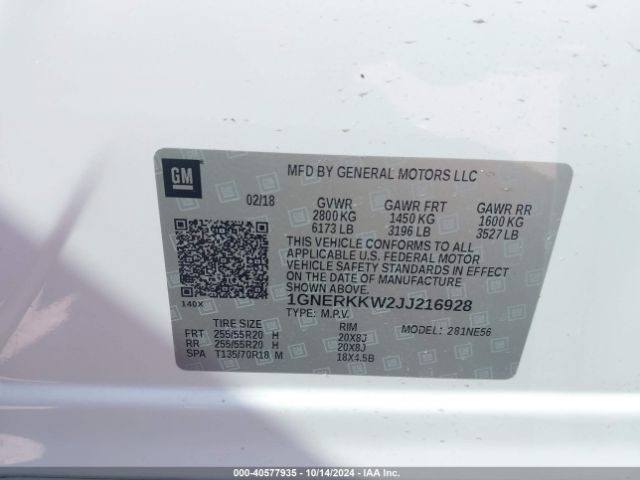 GM
MFD BY GENERAL MOTORS LLC
02/18 GVWR GAWR FRT GAWR RR
2800 KG 1450 KG 1600 KG
6173 LB 3196 LB 3527 LB
THIS VEHICLE CONFORMS TO ALL
APPLICABLE U.S. FEDERAL MOTOR
VEHICLE SAFETY STANDARDS IN EFFECT
ON THE DATE OF MANUFACTURE
SHOWN ABOVE.
140X 1GNERKKW2JJ216928
TYPE: M.P.V. MODEL: 281NE56
TIRE SIZE RIM
FRT 255/55R20 H 20X8J
RR 255/55R20 H 20X8J
SPA T135/70R18 M 18X4.5B
000-40577935 - 10/14/2024 - IAA Inc.